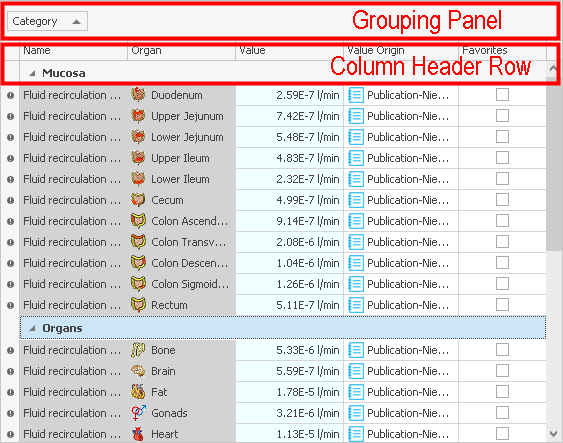 Category Grouping Panel
Name Organ Value Value Origin Favorites
Column Header Row
Mucosa
Fluid recirculation ... Duodenum 2.59E-7 l/min Publication-Nie...
Fluid recirculation ... Upper Jejunum 7.42E-7 l/min Publication-Nie...
Fluid recirculation ... Lower Jejunum 5.48E-7 l/min Publication-Nie...
Fluid recirculation ... Upper Ileum 4.83E-7 l/min Publication-Nie...
Fluid recirculation ... Lower Ileum 2.32E-7 l/min Publication-Nie...
Fluid recirculation ... Cecum 4.99E-7 l/min Publication-Nie...
Fluid recirculation ... Colon Ascend... 9.14E-7 l/min Publication-Nie...
Fluid recirculation ... Colon Transv... 2.08E-6 l/min Publication-Nie...
Fluid recirculation ... Colon Descen... 1.04E-6 l/min Publication-Nie...
Fluid recirculation ... Colon Sigmoid... 1.26E-6 l/min Publication-Nie...
Fluid recirculation ... Rectum 5.11E-7 l/min Publication-Nie...
Organs
Fluid recirculation ... Bone 5.33E-6 l/min Publication-Nie...
Fluid recirculation ... Brain 5.59E-7 l/min Publication-Nie...
Fluid recirculation ... Fat 1.78E-5 l/min Publication-Nie...
Fluid recirculation ... Gonads 3.21E-6 l/min Publication-Nie...
Fluid recirculation ... Heart 1.13E-5 l/min Publication-Nie...